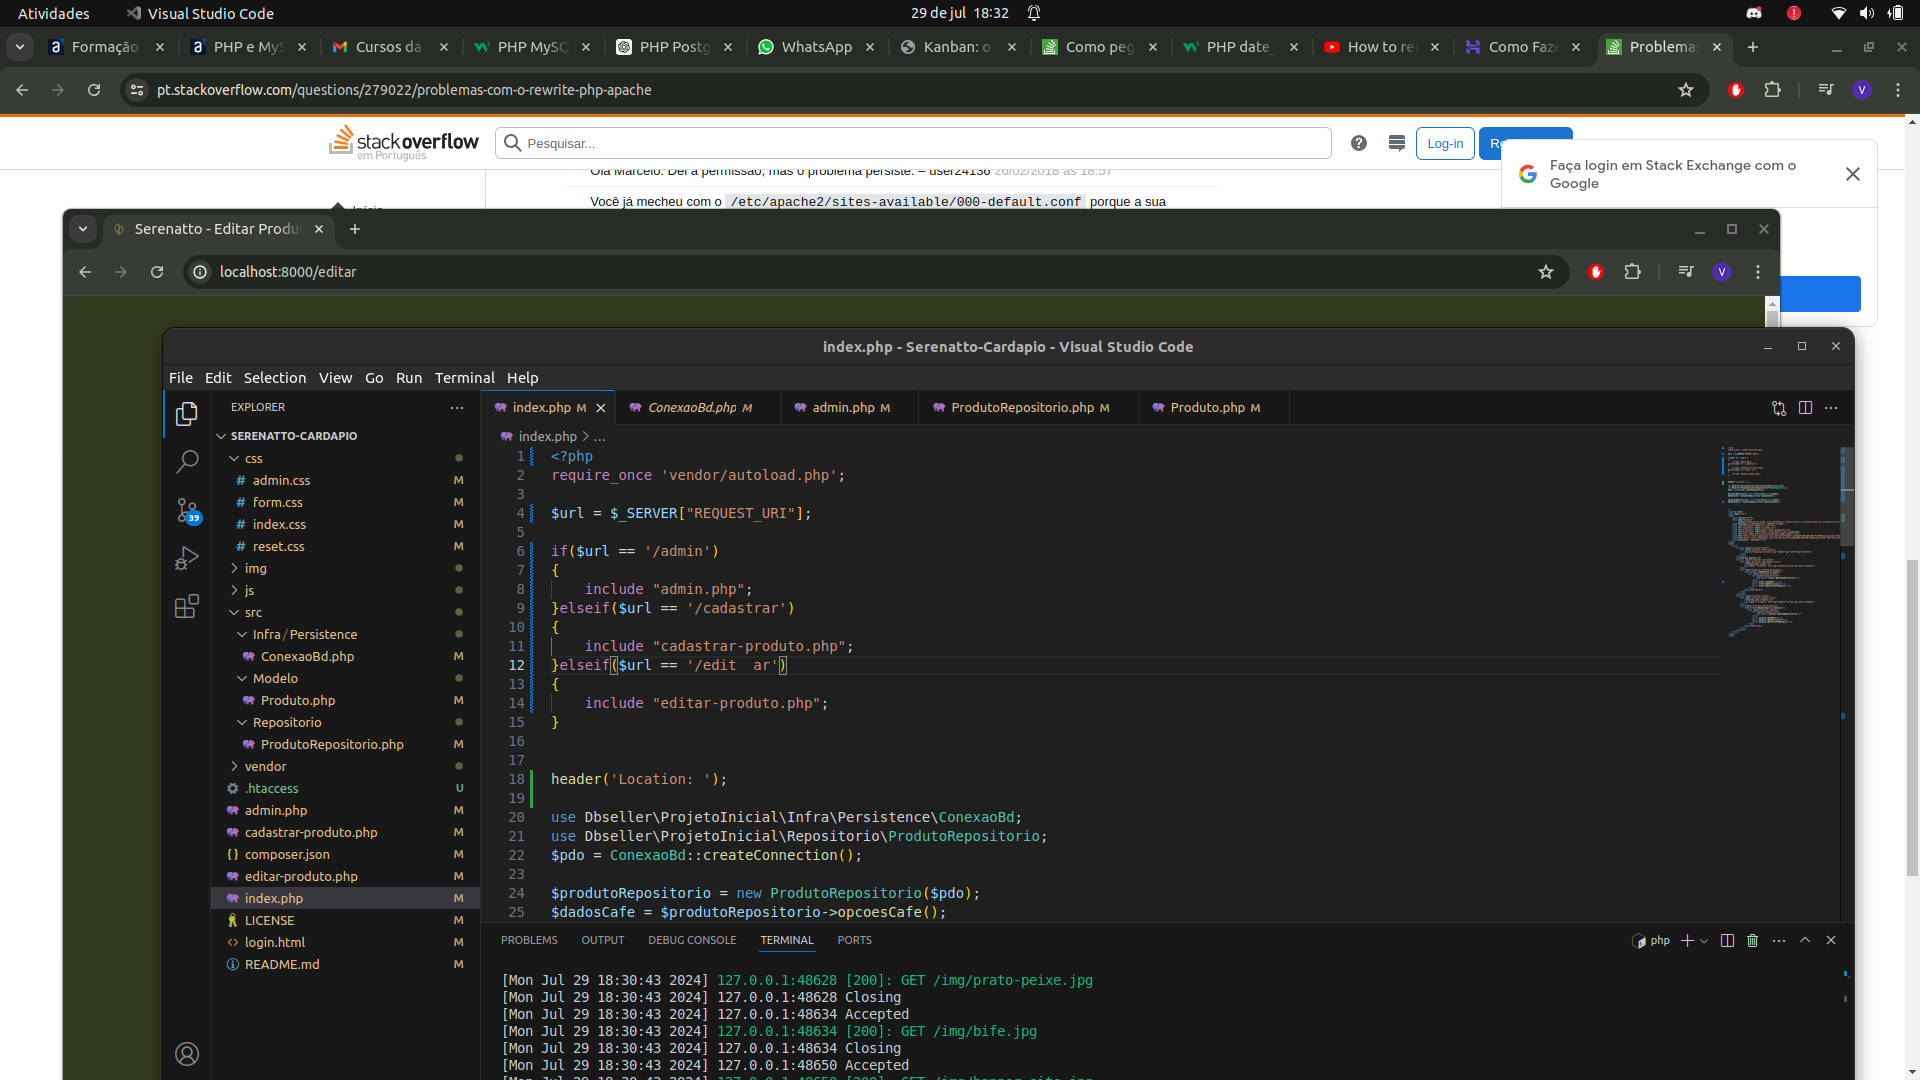 Atividades
Visual Studio Code
29 de jul 18:32
Formação
PHP e MyS
Cursos da
PHP MySQ
PHP Postg
WhatsApp
Kanban: o
Como peg
PHP date_
How to re
Como Faze
Problemas
pt.stackoverflow.com/questions/279022/problemas-com-o-rewrite-php-apache
V
stackoverflow
em Português
Pesquisar...
Log-in
Faça login em Stack Exchange com o
Google
Olá Marcelo. Dei a permissão, mas o problema persiste. – user24136 26/02/2018 às 18:57
Você já mecheu com o /etc/apache2/sites-available/000-default.conf porque a sua
Serenatto - Editar Produ
localhost:8000/editar
V
index.php - Serenatto-Cardapio - Visual Studio Code
File Edit Selection View Go Run Terminal Help
EXPLORER
SERENATTO-CARDAPIO
css
# admin.css M
# form.css M
# index.css M
# reset.css M
img
js
src
Infra/Persistence
ConexaoBd.php M
Modelo
Produto.php M
Repositorio
ProdutoRepositorio.php M
vendor
.htaccess U
admin.php M
cadastrar-produto.php M
{} composer.json M
editar-produto.php M
index.php M
LICENSE M
<> login.html M
README.md M
39
index.php M
ConexaoBd.php M
admin.php M
ProdutoRepositorio.php M
Produto.php M
index.php > ...
1 <?php
2 require_once 'vendor/autoload.php';
3
4 $url = $_SERVER["REQUEST_URI"];
5
6 if($url == '/admin')
7 {
8     include "admin.php";
9 }elseif($url == '/cadastrar')
10 {
11     include "cadastrar-produto.php";
12 }elseif($url == '/edit  ar')
13 {
14     include "editar-produto.php";
15 }
16
17
18 header('Location: ');
19
20 use Dbseller\ProjetoInicial\Infra\Persistence\ConexaoBd;
21 use Dbseller\ProjetoInicial\Repositorio\ProdutoRepositorio;
22 $pdo = ConexaoBd::createConnection();
23
24 $produtoRepositorio = new ProdutoRepositorio($pdo);
25 $dadosCafe = $produtoRepositorio->opcoesCafe();
PROBLEMS OUTPUT DEBUG CONSOLE TERMINAL PORTS
php
[Mon Jul 29 18:30:43 2024] 127.0.0.1:48628 [200]: GET /img/prato-peixe.jpg
[Mon Jul 29 18:30:43 2024] 127.0.0.1:48628 Closing
[Mon Jul 29 18:30:43 2024] 127.0.0.1:48634 Accepted
[Mon Jul 29 18:30:43 2024] 127.0.0.1:48634 [200]: GET /img/bife.jpg
[Mon Jul 29 18:30:43 2024] 127.0.0.1:48634 Closing
[Mon Jul 29 18:30:43 2024] 127.0.0.1:48650 Accepted